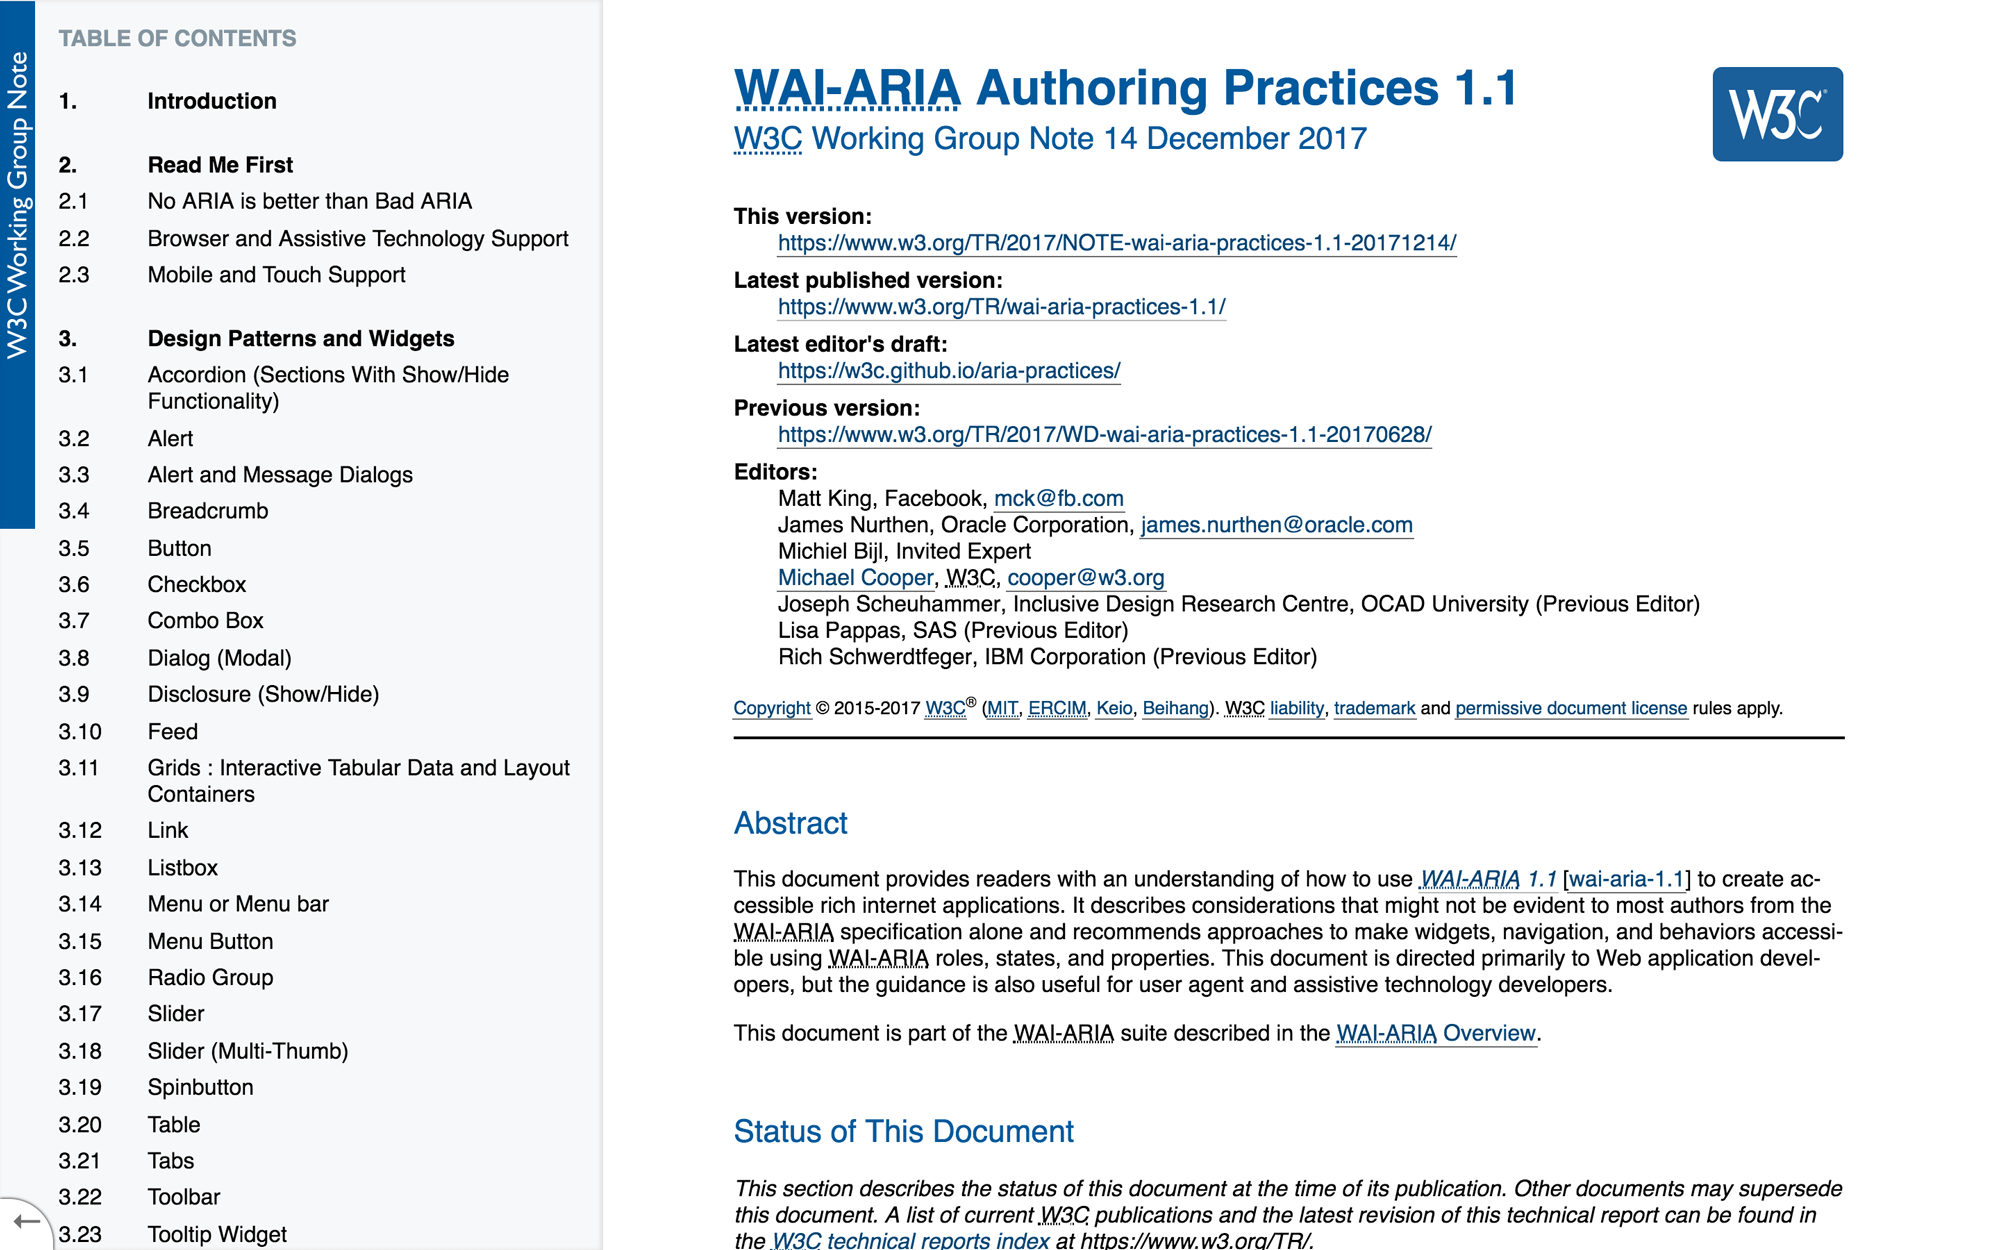 W3C Working Group Note
TABLE OF CONTENTS
1. Introduction
2. Read Me First
2.1 No ARIA is better than Bad ARIA
2.2 Browser and Assistive Technology Support
2.3 Mobile and Touch Support
3. Design Patterns and Widgets
3.1 Accordion (Sections With Show/Hide
Functionality)
3.2 Alert
3.3 Alert and Message Dialogs
3.4 Breadcrumb
3.5 Button
3.6 Checkbox
3.7 Combo Box
3.8 Dialog (Modal)
3.9 Disclosure (Show/Hide)
3.10 Feed
3.11 Grids : Interactive Tabular Data and Layout
Containers
3.12 Link
3.13 Listbox
3.14 Menu or Menu bar
3.15 Menu Button
3.16 Radio Group
3.17 Slider
3.18 Slider (Multi-Thumb)
3.19 Spinbutton
3.20 Table
3.21 Tabs
3.22 Toolbar
3.23 Tooltip Widget
WAI-ARIA Authoring Practices 1.1
W3C Working Group Note 14 December 2017
W3C®
This version:
https://www.w3.org/TR/2017/NOTE-wai-aria-practices-1.1-20171214/
Latest published version:
https://www.w3.org/TR/wai-aria-practices-1.1/
Latest editor's draft:
https://w3c.github.io/aria-practices/
Previous version:
https://www.w3.org/TR/2017/WD-wai-aria-practices-1.1-20170628/
Editors:
Matt King, Facebook, mck@fb.com
James Nurthen, Oracle Corporation, james.nurthen@oracle.com
Michiel Bijl, Invited Expert
Michael Cooper, W3C, cooper@w3.org
Joseph Scheuhammer, Inclusive Design Research Centre, OCAD University (Previous Editor)
Lisa Pappas, SAS (Previous Editor)
Rich Schwerdtfeger, IBM Corporation (Previous Editor)
Copyright © 2015-2017 W3C® (MIT, ERCIM, Keio, Beihang). W3C liability, trademark and permissive document license rules apply.
Abstract
This document provides readers with an understanding of how to use WAI-ARIA 1.1 [wai-aria-1.1] to create ac-
cessible rich internet applications. It describes considerations that might not be evident to most authors from the
WAI-ARIA specification alone and recommends approaches to make widgets, navigation, and behaviors accessi-
ble using WAI-ARIA roles, states, and properties. This document is directed primarily to Web application devel-
opers, but the guidance is also useful for user agent and assistive technology developers.
This document is part of the WAI-ARIA suite described in the WAI-ARIA Overview.
Status of This Document
This section describes the status of this document at the time of its publication. Other documents may supersede
this document. A list of current W3C publications and the latest revision of this technical report can be found in
the W3C technical reports index at https://www.w3.org/TR/.